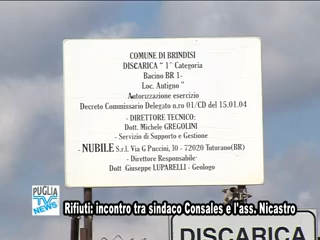 COMUNE DI BRINDISI
DISCARICA "1^ Categoria
Bacino BR 1-
Loc. Autigno"
Autorizzazione esercizio
Decreto Commissario Delegato n.ro 01/CD del 15.01.04
- DIRETTORE TECNICO:
Dott. Michele GREGOLINI
- Servizio di Supporto e Gestione
- NUBILE S.r.l. Via G Puccini, 10 - 72020 Tuturano(BR)
- Direttore Responsabile
Dott Giuseppe LUPARELLI - Geologo
PUGLIA
TV
NEWS
Rifiuti: incontro tra sindaco Consales e l'ass. Nicastro
DISCARICA